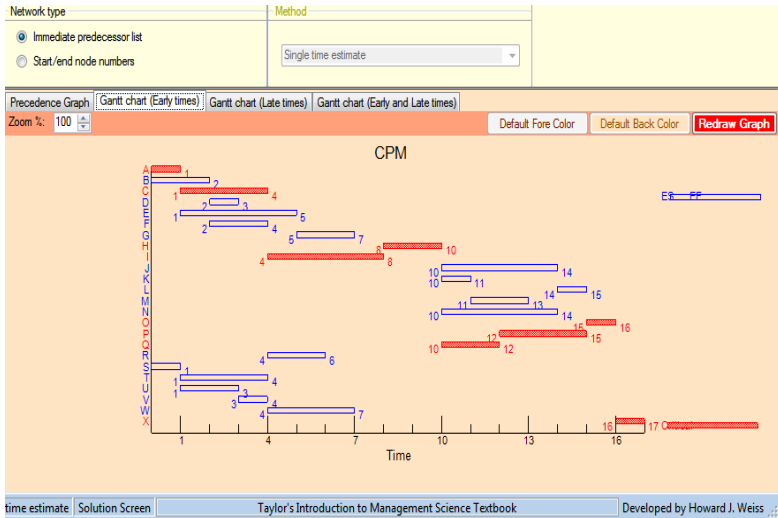 Network type
Method
Immediate predecessor list
Start/end node numbers
Single time estimate
Precedence Graph Gantt chart (Early times) Gantt chart (Late times) Gantt chart (Early and Late times)
Zoom %: 100 Default Fore Color Default Back Color Redraw Graph
CPM
A 1
B 2
C 1 4
ES EF
D 2 3
E 1 5
F 2 4
G 5 7
H 8 10
I 4 8
J 10 14
K 10 11
L 14 15
M 11 13
N 10 14
O 15 16
P 12 15
Q 10 12
R 4 6
S 1
T 1 4
U 1 3
V 3 4
W 4 7
X 16 17
1 4 7 10 13 16
Time
time estimate Solution Screen Taylor's Introduction to Management Science Textbook Developed by Howard J. Weiss